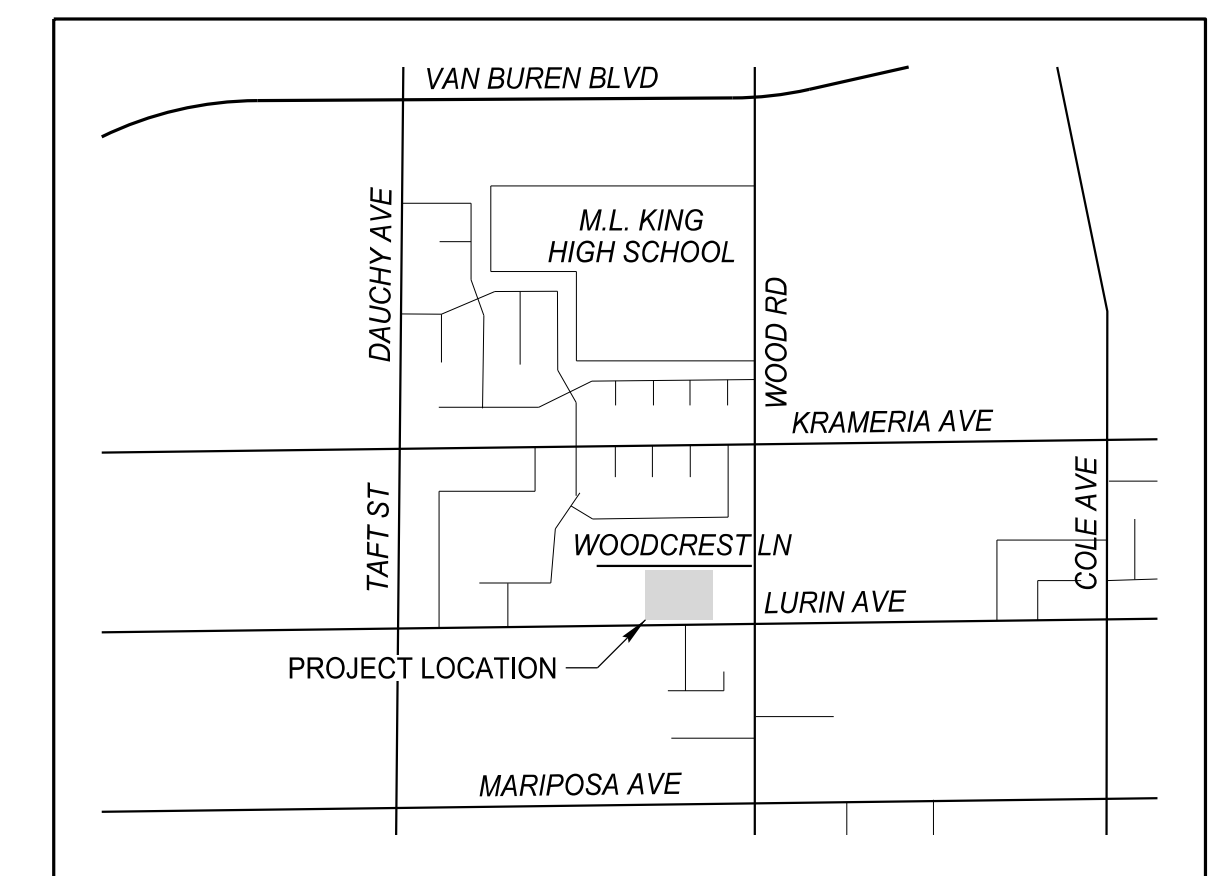 VAN BUREN BLVD
DAUCHY AVE
M.L. KING
HIGH SCHOOL
WOOD RD
KRAMERIA AVE
TAFT ST
COLE AVE
WOODCREST LN
LURIN AVE
PROJECT LOCATION
MARIPOSA AVE